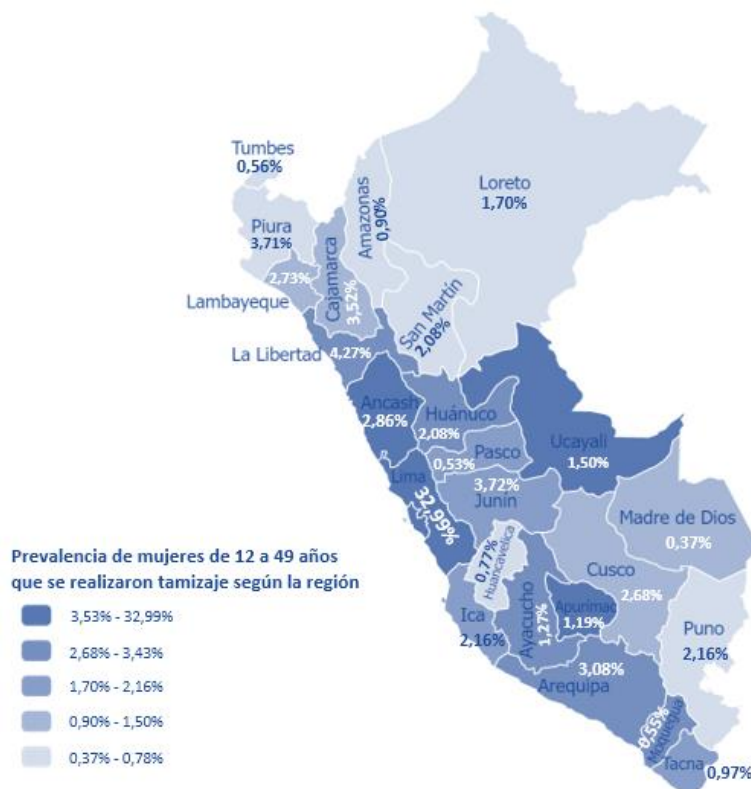 Tumbes
0,56%
Piura
3,71%
2,73%
Lambayeque
Cajamarca
3,52%
Amazonas
0,90%
Loreto
1,70%
San Martín
2,08%
La Libertad
4,27%
Ancash
2,86%
Huánuco
2,08%
Ucayali
1,50%
Pasco
0,53%
Lima
32,99%
3,72%
Junín
Madre de Dios
0,37%
0,77%
Huancavelica
Cusco
2,68%
Ica
2,16%
Ayacucho
1,27%
Apurimac
1,19%
Puno
2,16%
3,08%
Arequipa
0,55%
Moquegua
Tacna
0,97%
Prevalencia de mujeres de 12 a 49 años
que se realizaron tamizaje según la región
3,53% - 32,99%
2,68% - 3,43%
1,70% - 2,16%
0,90% - 1,50%
0,37% - 0,78%